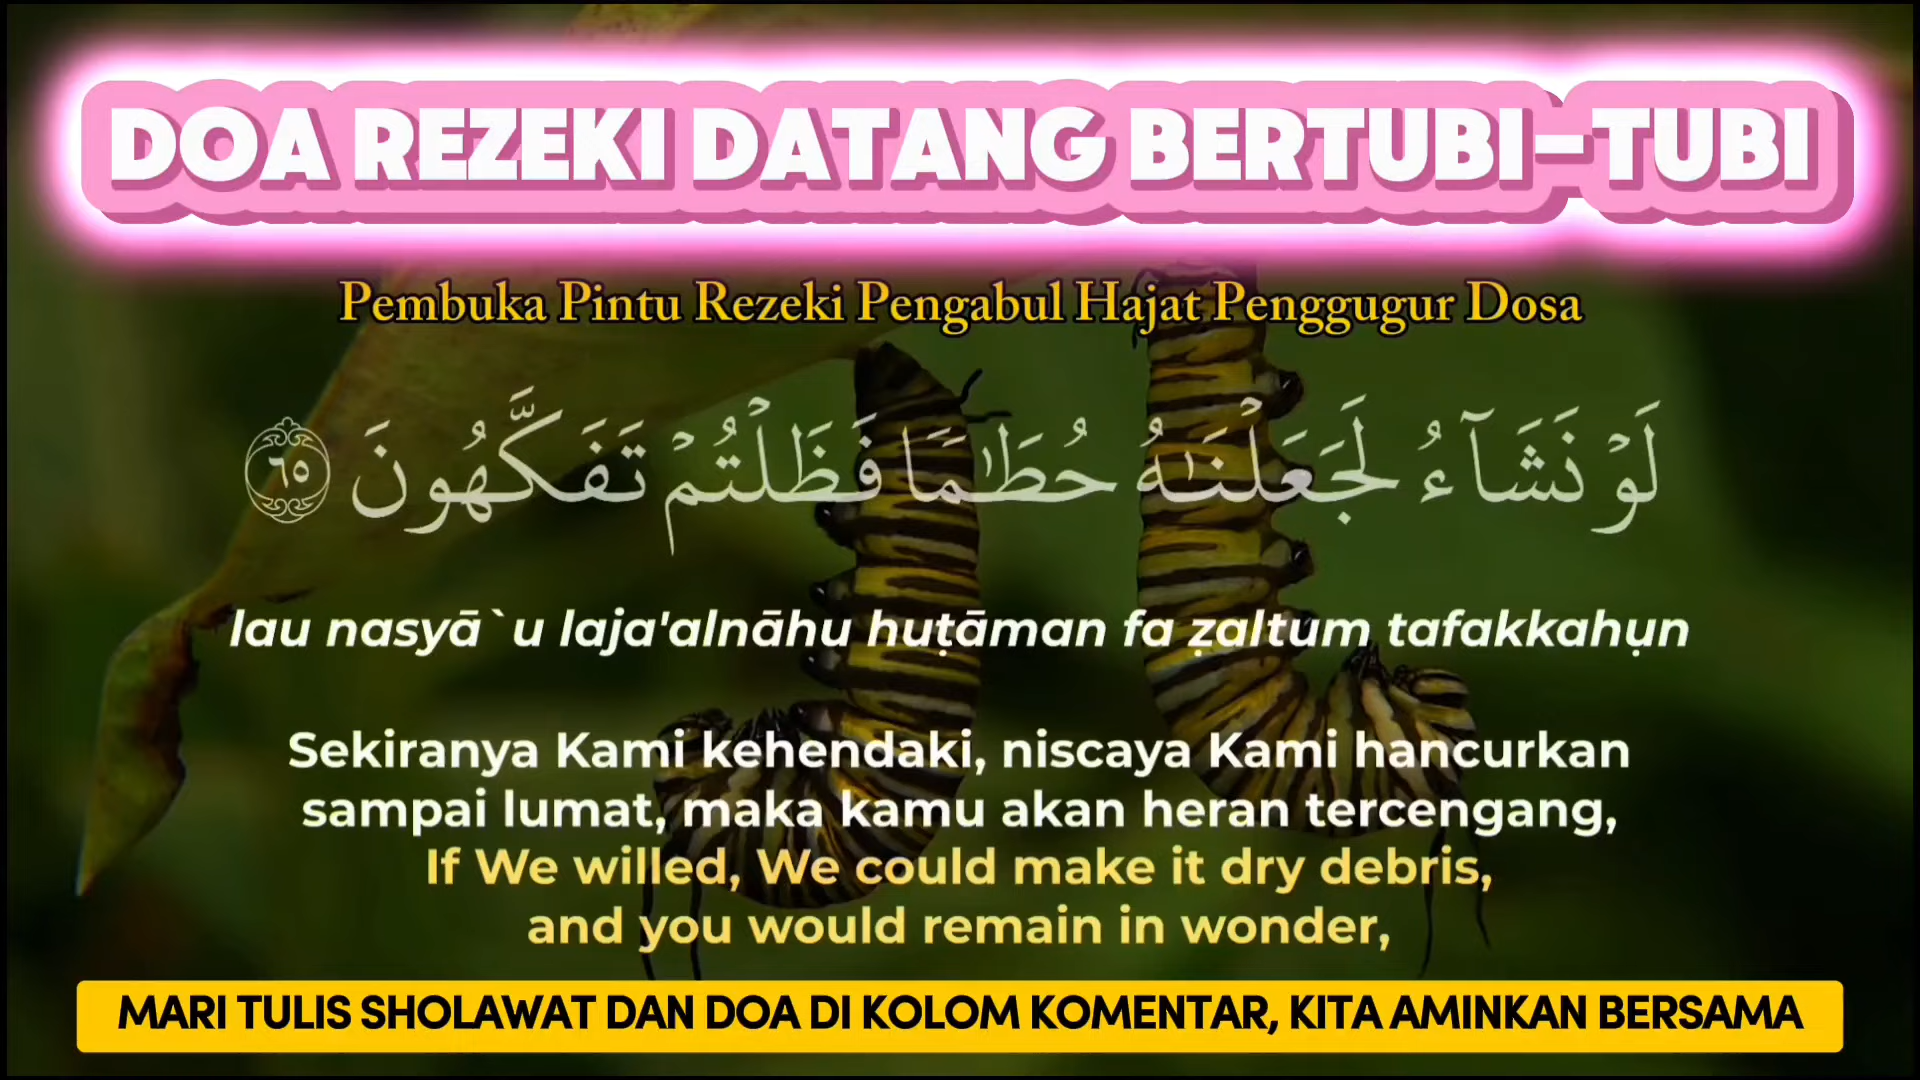 DOA REZEKI DATANG BERTUBI-TUBI
Pembuka Pintu Rezeki Pengabul Hajat Penggugur Dosa
لَوْ نَشَآءُ لَجَعَلْنَٰهُ حُطَٰمًا فَظَلْتُمْ تَفَكَّهُونَ ٦٥
lau nasyā`u laja'alnāhu huṭāman fa ẓaltum tafakkahụn
Sekiranya Kami kehendaki, niscaya Kami hancurkan
sampai lumat, maka kamu akan heran tercengang,
If We willed, We could make it dry debris,
and you would remain in wonder,
MARI TULIS SHOLAWAT DAN DOA DI KOLOM KOMENTAR, KITA AMINKAN BERSAMA